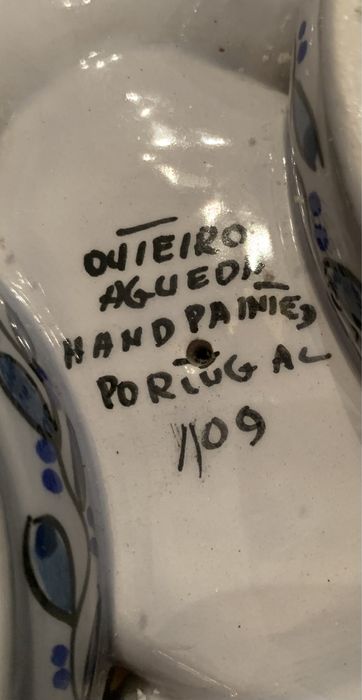 OUTEIRO
AGUEDA
HAND PAINTED
PORTUGAL
1109